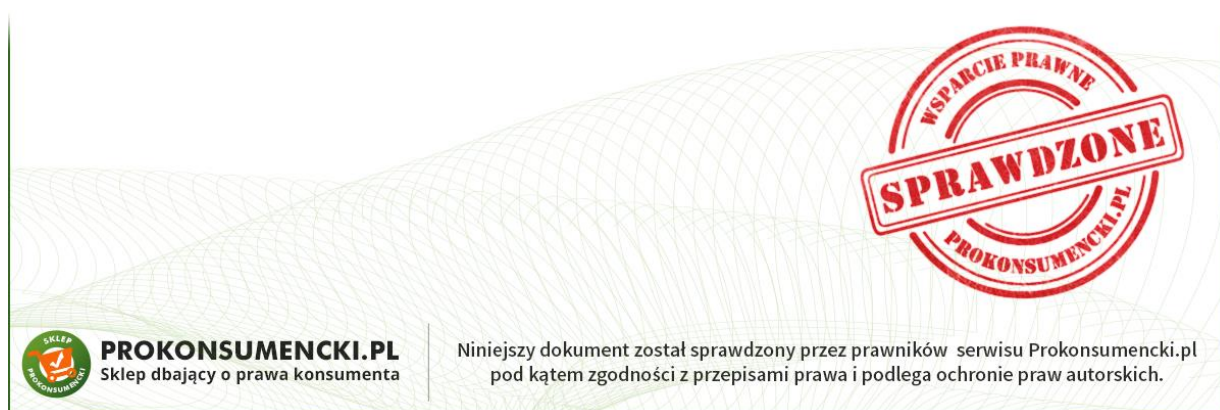 WSPARCIE PRAWNE
SPRAWDZONE
PROKONSUMENCKI.PL
SKLEP
PROKONSUMENCKI
PROKONSUMENCKI.PL
Sklep dbający o prawa konsumenta
Niniejszy dokument został sprawdzony przez prawników serwisu Prokonsumencki.pl
pod kątem zgodności z przepisami prawa i podlega ochronie praw autorskich.